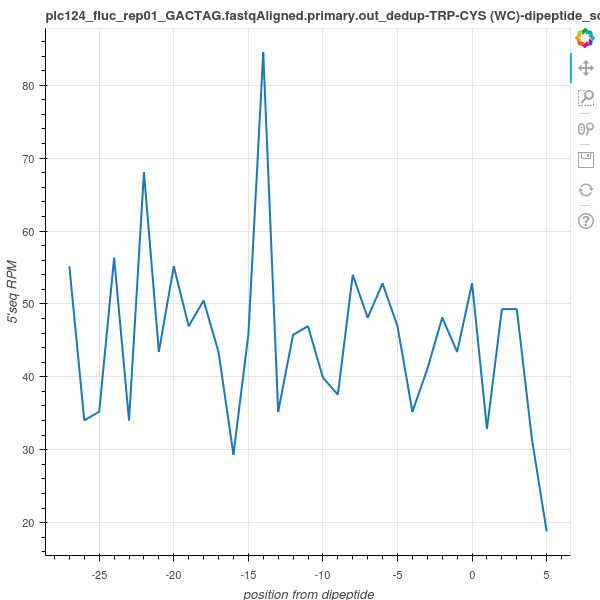 plc124_fluc_rep01_GACTAG.fastqAligned.primary.out_dedup-TRP-CYS (WC)-dipeptide_sc
80
70
60
50
40
30
20
5'seq RPM
-25 -20 -15 -10 -5 0 5
position from dipeptide